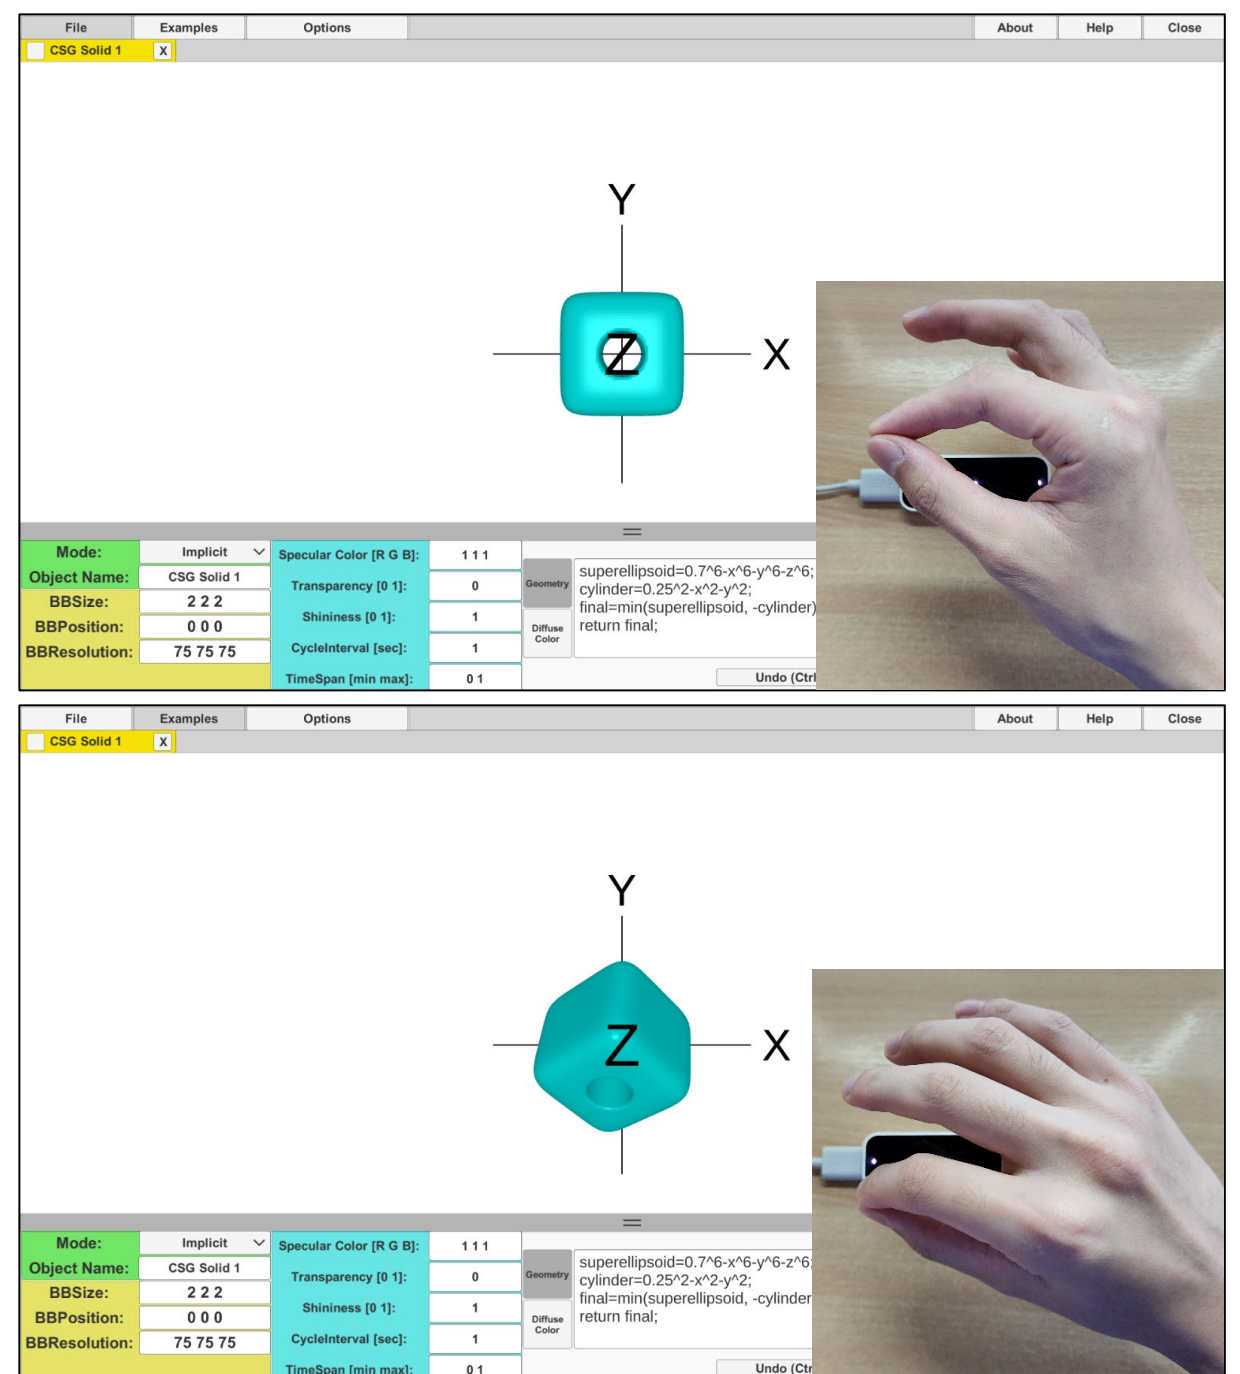 File Examples Options About Help Close
CSG Solid 1 X
Y
Z
X
Mode: Implicit
Object Name: CSG Solid 1
BBSize: 2 2 2
BBPosition: 0 0 0
BBResolution: 75 75 75
Specular Color [R G B]: 1 1 1
Transparency [0 1]: 0
Shininess [0 1]: 1
CycleInterval [sec]: 1
TimeSpan [min max]: 0 1
Geometry
Diffuse
Color
superellipsoid=0.7^6-x^6-y^6-z^6;
cylinder=0.25^2-x^2-y^2;
final=min(superellipsoid, -cylinder)
return final;
Undo (Ctrl
File Examples Options About Help Close
CSG Solid 1 X
Y
Z
X
Mode: Implicit
Object Name: CSG Solid 1
BBSize: 2 2 2
BBPosition: 0 0 0
BBResolution: 75 75 75
Specular Color [R G B]: 1 1 1
Transparency [0 1]: 0
Shininess [0 1]: 1
CycleInterval [sec]: 1
TimeSpan [min max]: 0 1
Geometry
Diffuse
Color
superellipsoid=0.7^6-x^6-y^6-z^6;
cylinder=0.25^2-x^2-y^2;
final=min(superellipsoid, -cylinder
return final;
Undo (Ctr